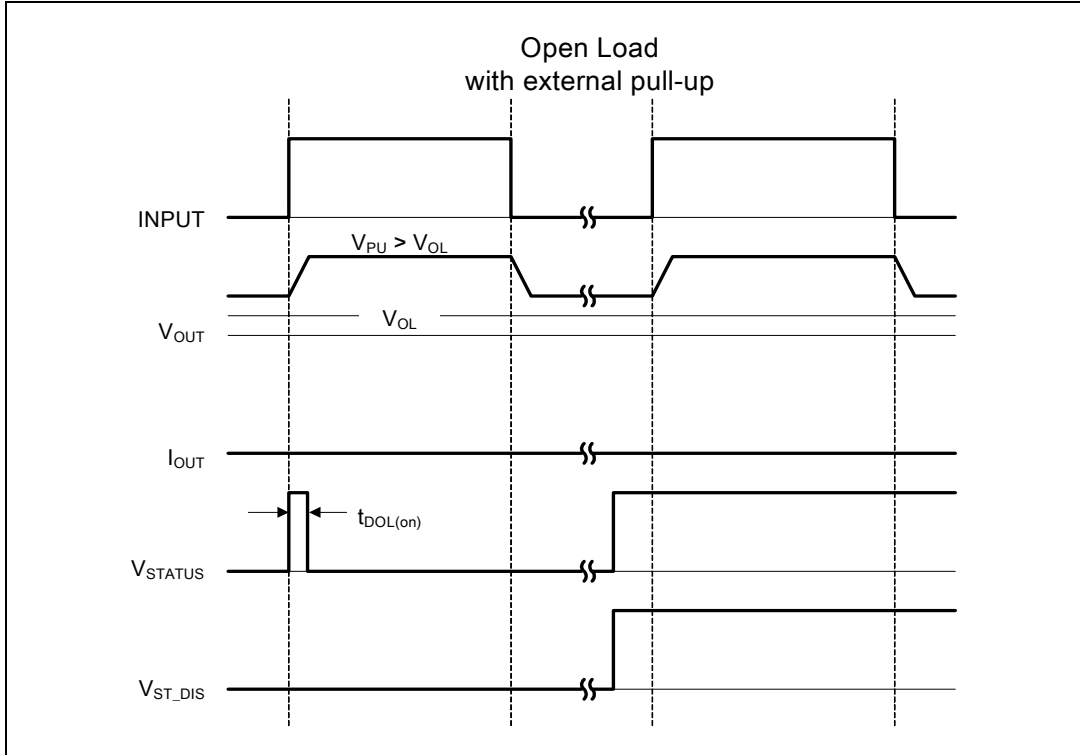 Open Load
with external pull-up
INPUT
VPU > VOL
VOL
VOUT
IOUT
tDOL(on)
VSTATUS
VST_DIS